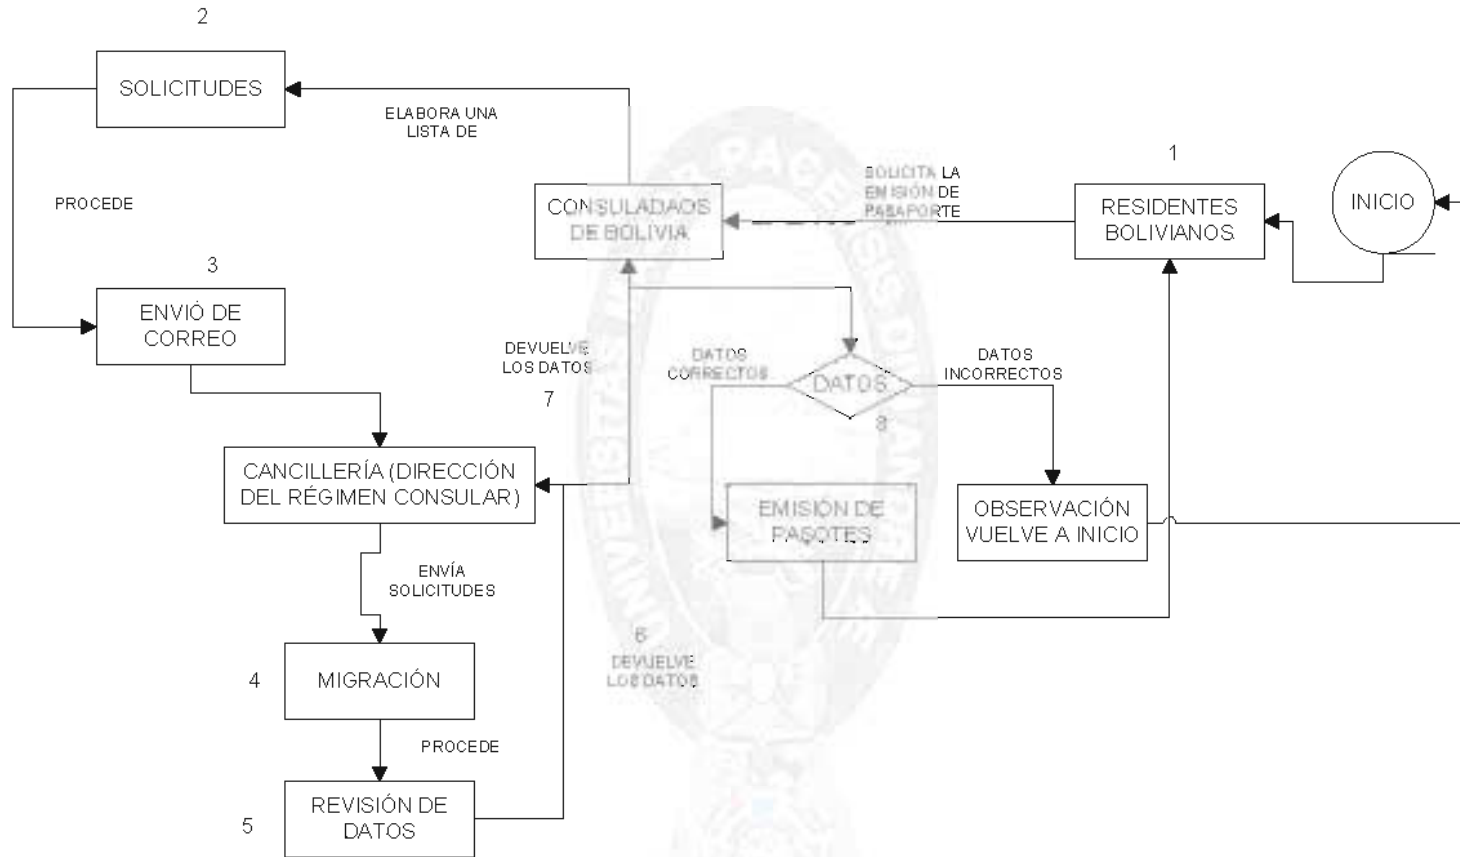 2
SOLICITUDES
ELABORA UNA
LISTA DE
PROCEDE
1
SOLICITA LA
EMISIÓN DE
PASAPORTE
CONSULADAOS
DE BOLIVIA
RESIDENTES
BOLIVIANOS
INICIO
3
ENVIÓ DE
CORREO
DEVUELVE
LOS DATOS
7
DATOS
CORRECTOS
DATOS
8
DATOS
INCORRECTOS
CANCILLERÍA (DIRECCIÓN
DEL RÉGIMEN CONSULAR)
EMISIÓN DE
PASOTES
OBSERVACIÓN
VUELVE A INICIO
ENVÍA
SOLICITUDES
6
DEVUELVE
LOS DATOS
4
MIGRACIÓN
PROCEDE
5
REVISIÓN DE
DATOS